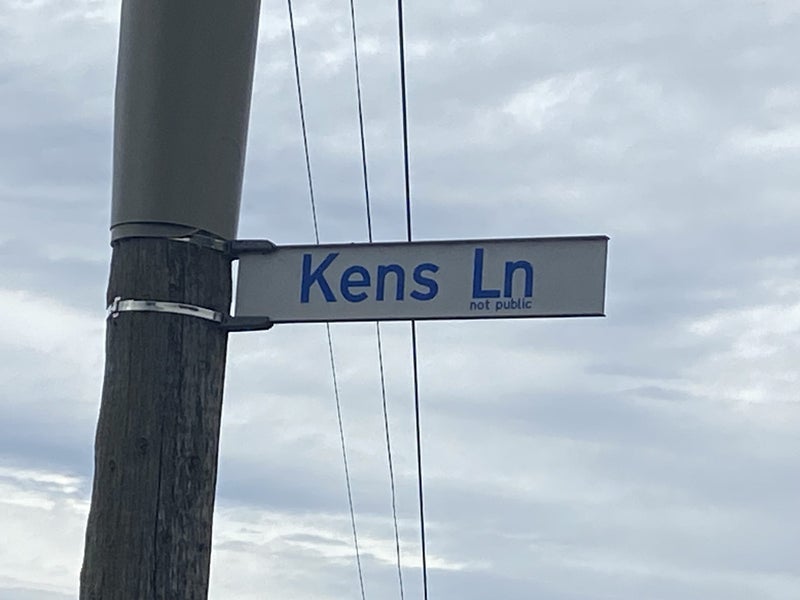 Kens Ln
not public